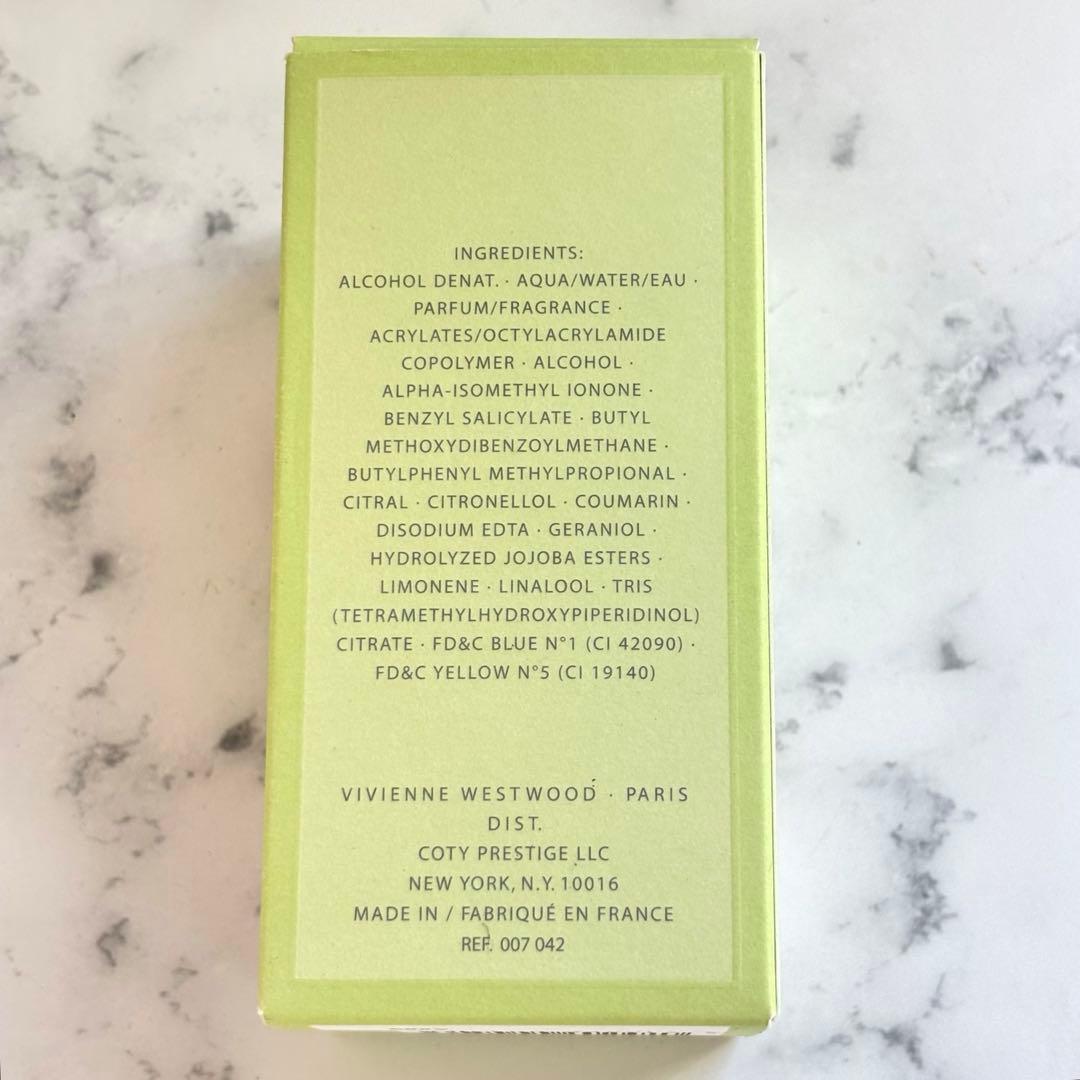 INGREDIENTS:
ALCOHOL DENAT. · AQUA/WATER/EAU ·
PARFUM/FRAGRANCE ·
ACRYLATES/OCTYLACRYLAMIDE
COPOLYMER · ALCOHOL ·
ALPHA-ISOMETHYL IONONE ·
BENZYL SALICYLATE · BUTYL
METHOXYDIBENZOYLMETHANE ·
BUTYLPHENYL METHYLPROPIONAL ·
CITRAL · CITRONELLOL · COUMARIN ·
DISODIUM EDTA · GERANIOL ·
HYDROLYZED JOJOBA ESTERS ·
LIMONENE · LINALOOL · TRIS
(TETRAMETHYLHYDROXYPIPERIDINOL)
CITRATE · FD&C BLUE N°1 (CI 42090) ·
FD&C YELLOW N°5 (CI 19140)
VIVIENNE WESTWOOD · PARIS
DIST.
COTY PRESTIGE LLC
NEW YORK, N.Y. 10016
MADE IN / FABRIQUÉ EN FRANCE
REF. 007 042